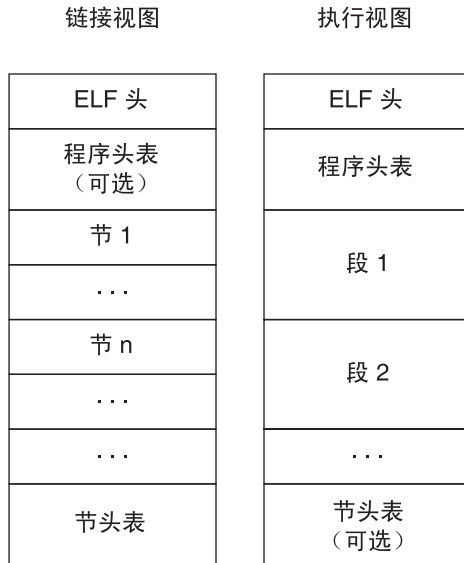 链接视图
ELF 头
程序头表
（可选）
节 1
. . .
节 n
. . .
. . .
节头表
执行视图
ELF 头
程序头表
段 1
段 2
. . .
节头表
（可选）